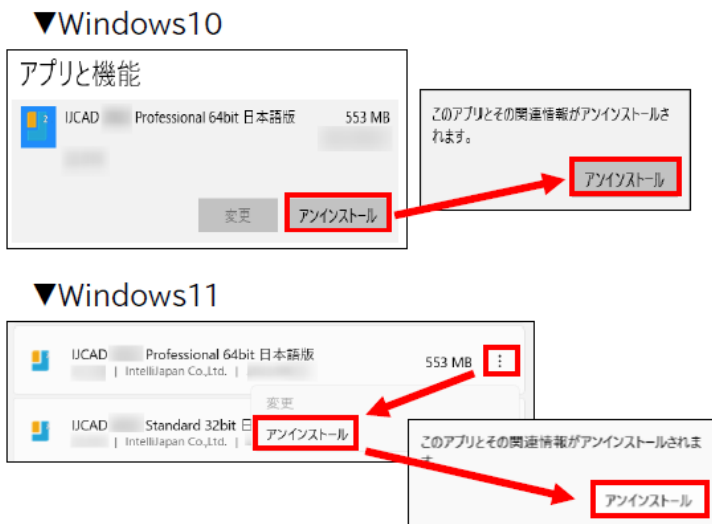 ▼Windows10
アプリと機能
IJCAD Professional 64bit 日本語版 553 MB
変更 アンインストール
このアプリとその関連情報がアンインストールさ
れます。
アンインストール
▼Windows11
IJCAD Professional 64bit 日本語版 553 MB
| IntelliJapan Co.,Ltd. |
変更
IJCAD Standard 32bit 日
| IntelliJapan Co.,Ltd. |
アンインストール
このアプリとその関連情報がアンインストールされま
す
アンインストール